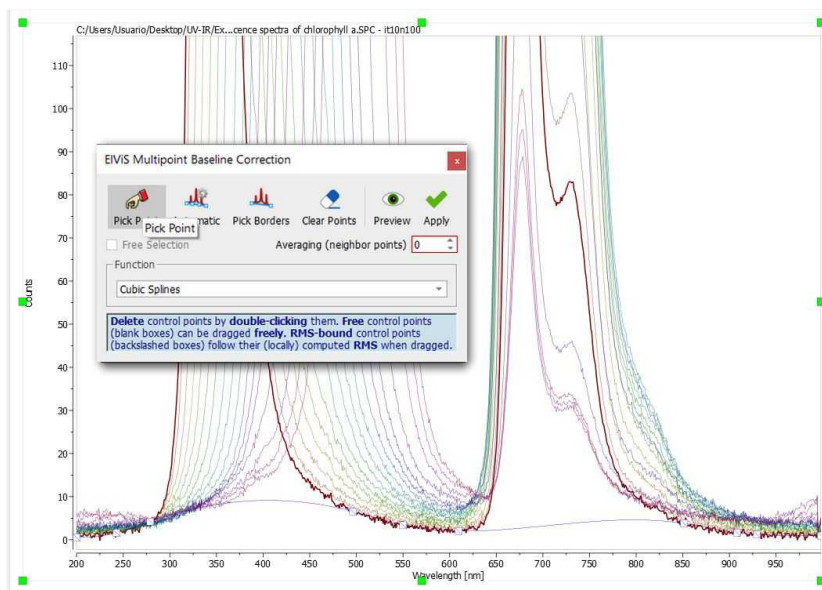 C:/Users/Usuario/Desktop/UV-IR/Ex...cence spectra of chlorophyll a.SPC - it10n100
110
100
90
80
70
60
50
40
30
20
10
0
Counts
ElViS Multipoint Baseline Correction
x
Pick Automatic Pick Borders Clear Points Preview Apply
Pick Point
Free Selection Averaging (neighbor points) 0
Function
Cubic Splines
Delete control points by double-clicking them. Free control points
(blank boxes) can be dragged freely. RMS-bound control points
(backslashed boxes) follow their (locally) computed RMS when dragged.
200 250 300 350 400 450 500 550 600 650 700 750 800 850 900 950
Wavelength [nm]